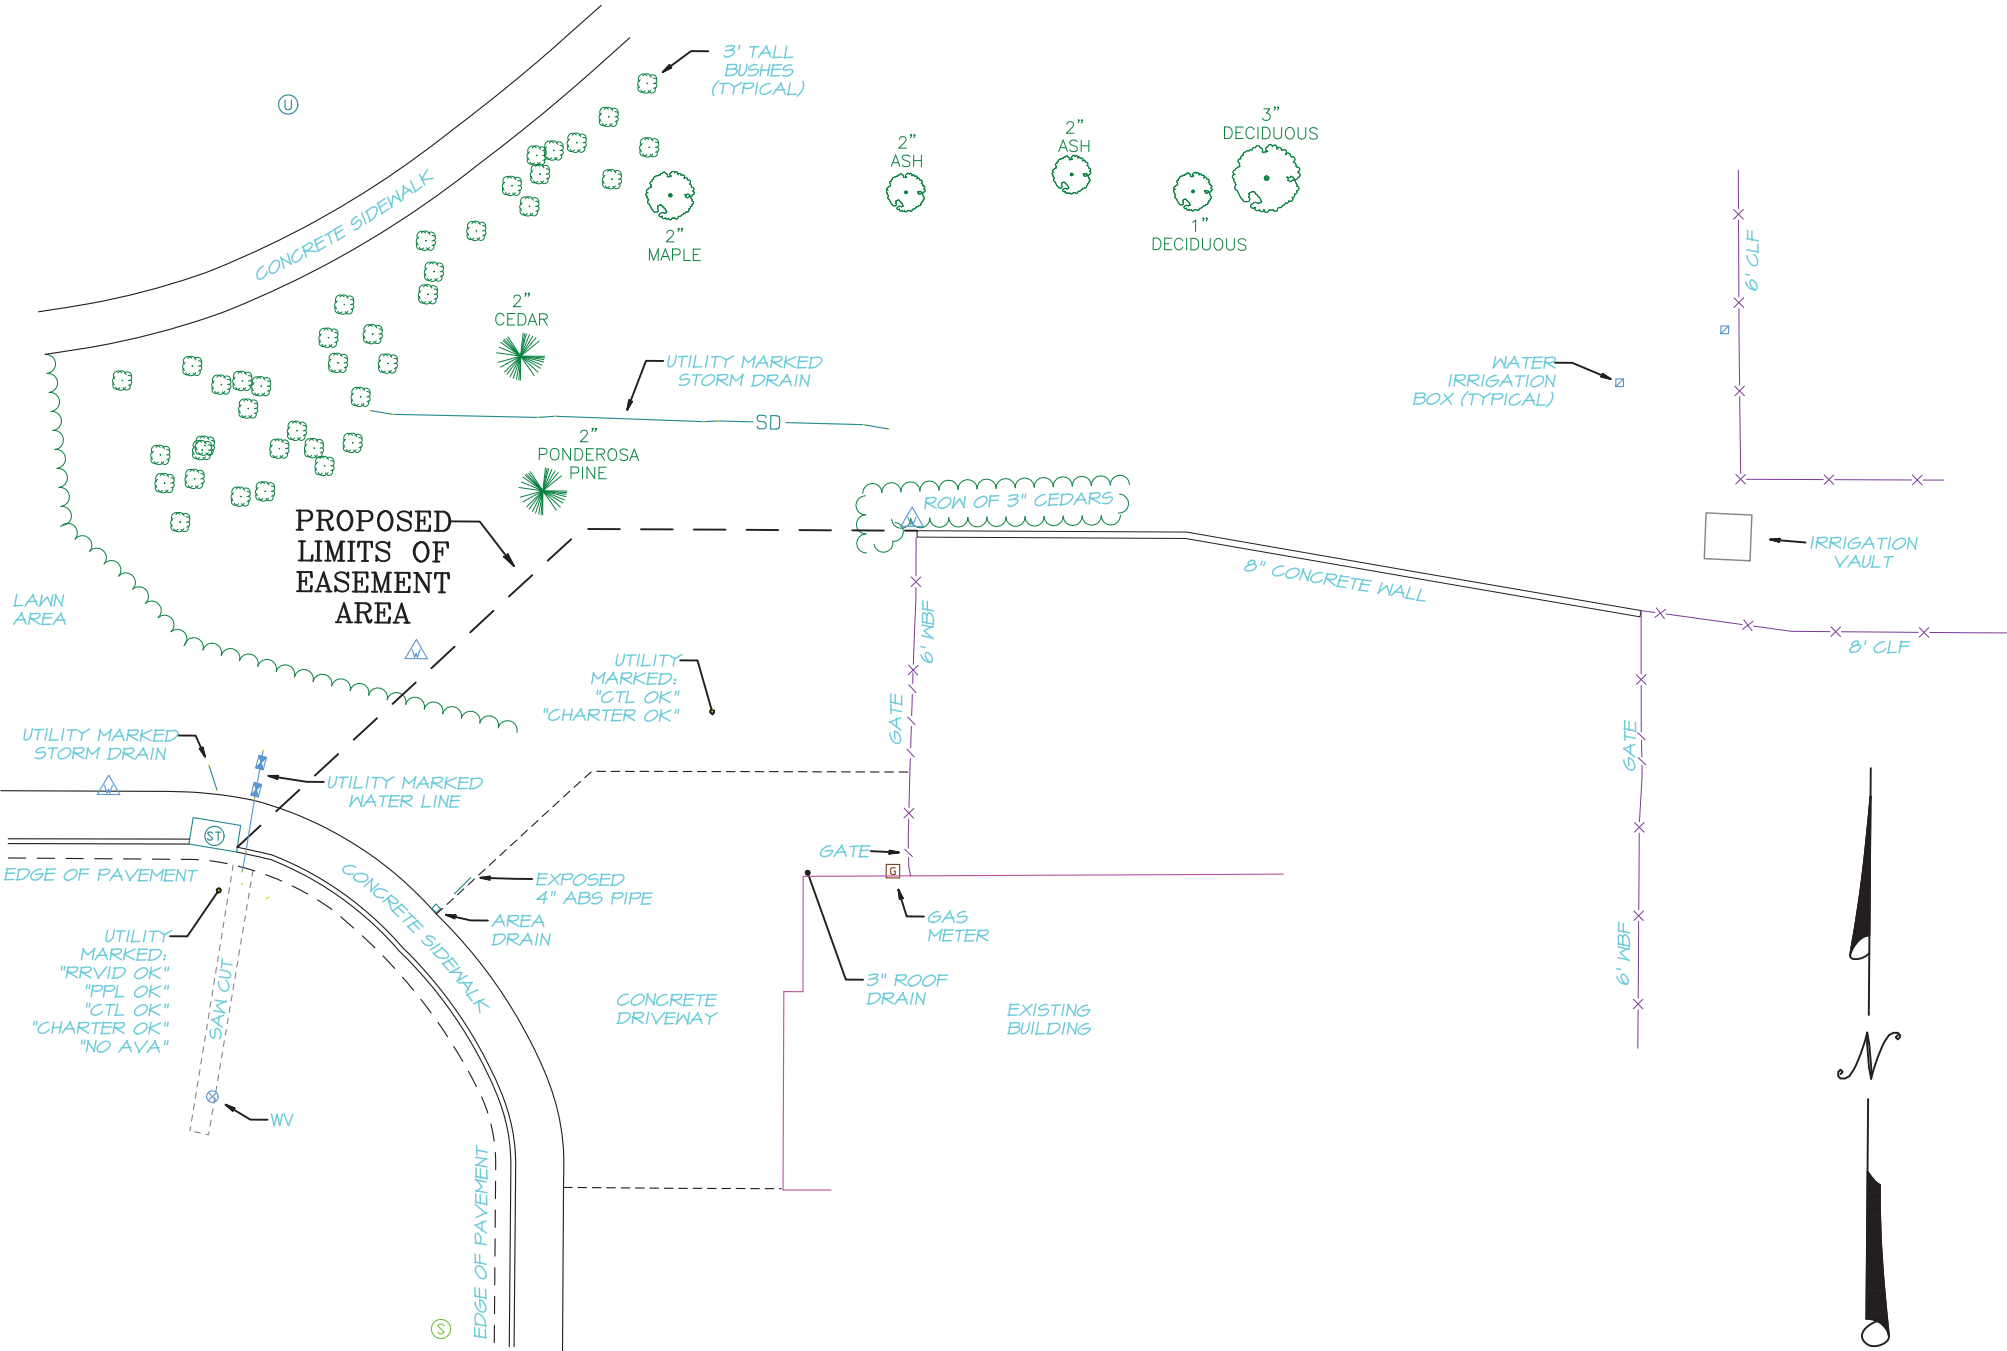 3' TALL
BUSHES
(TYPICAL)
U
CONCRETE SIDEWALK
2"
MAPLE
2"
ASH
2"
ASH
3"
DECIDUOUS
1"
DECIDUOUS
6' CLF
2"
CEDAR
UTILITY MARKED
STORM DRAIN
SD
WATER
IRRIGATION
BOX (TYPICAL)
2"
PONDEROSA
PINE
ROW OF 3" CEDARS
W
PROPOSED
LIMITS OF
EASEMENT
AREA
8" CONCRETE WALL
IRRIGATION
VAULT
8' CLF
LAWN
AREA
W
UTILITY
MARKED:
"CTL OK"
"CHARTER OK"
6' WBF
GATE
GATE
UTILITY MARKED
STORM DRAIN
W
UTILITY MARKED
WATER LINE
ST
EDGE OF PAVEMENT
CONCRETE SIDEWALK
GATE
G
EXPOSED
4" ABS PIPE
AREA
DRAIN
GAS
METER
3" ROOF
DRAIN
UTILITY
MARKED:
"RRVID OK"
"PPL OK"
"CTL OK"
"CHARTER OK"
"NO AVA"
SAW CUT
CONCRETE
DRIVEWAY
EXISTING
BUILDING
6' WBF
N
WV
EDGE OF PAVEMENT
S